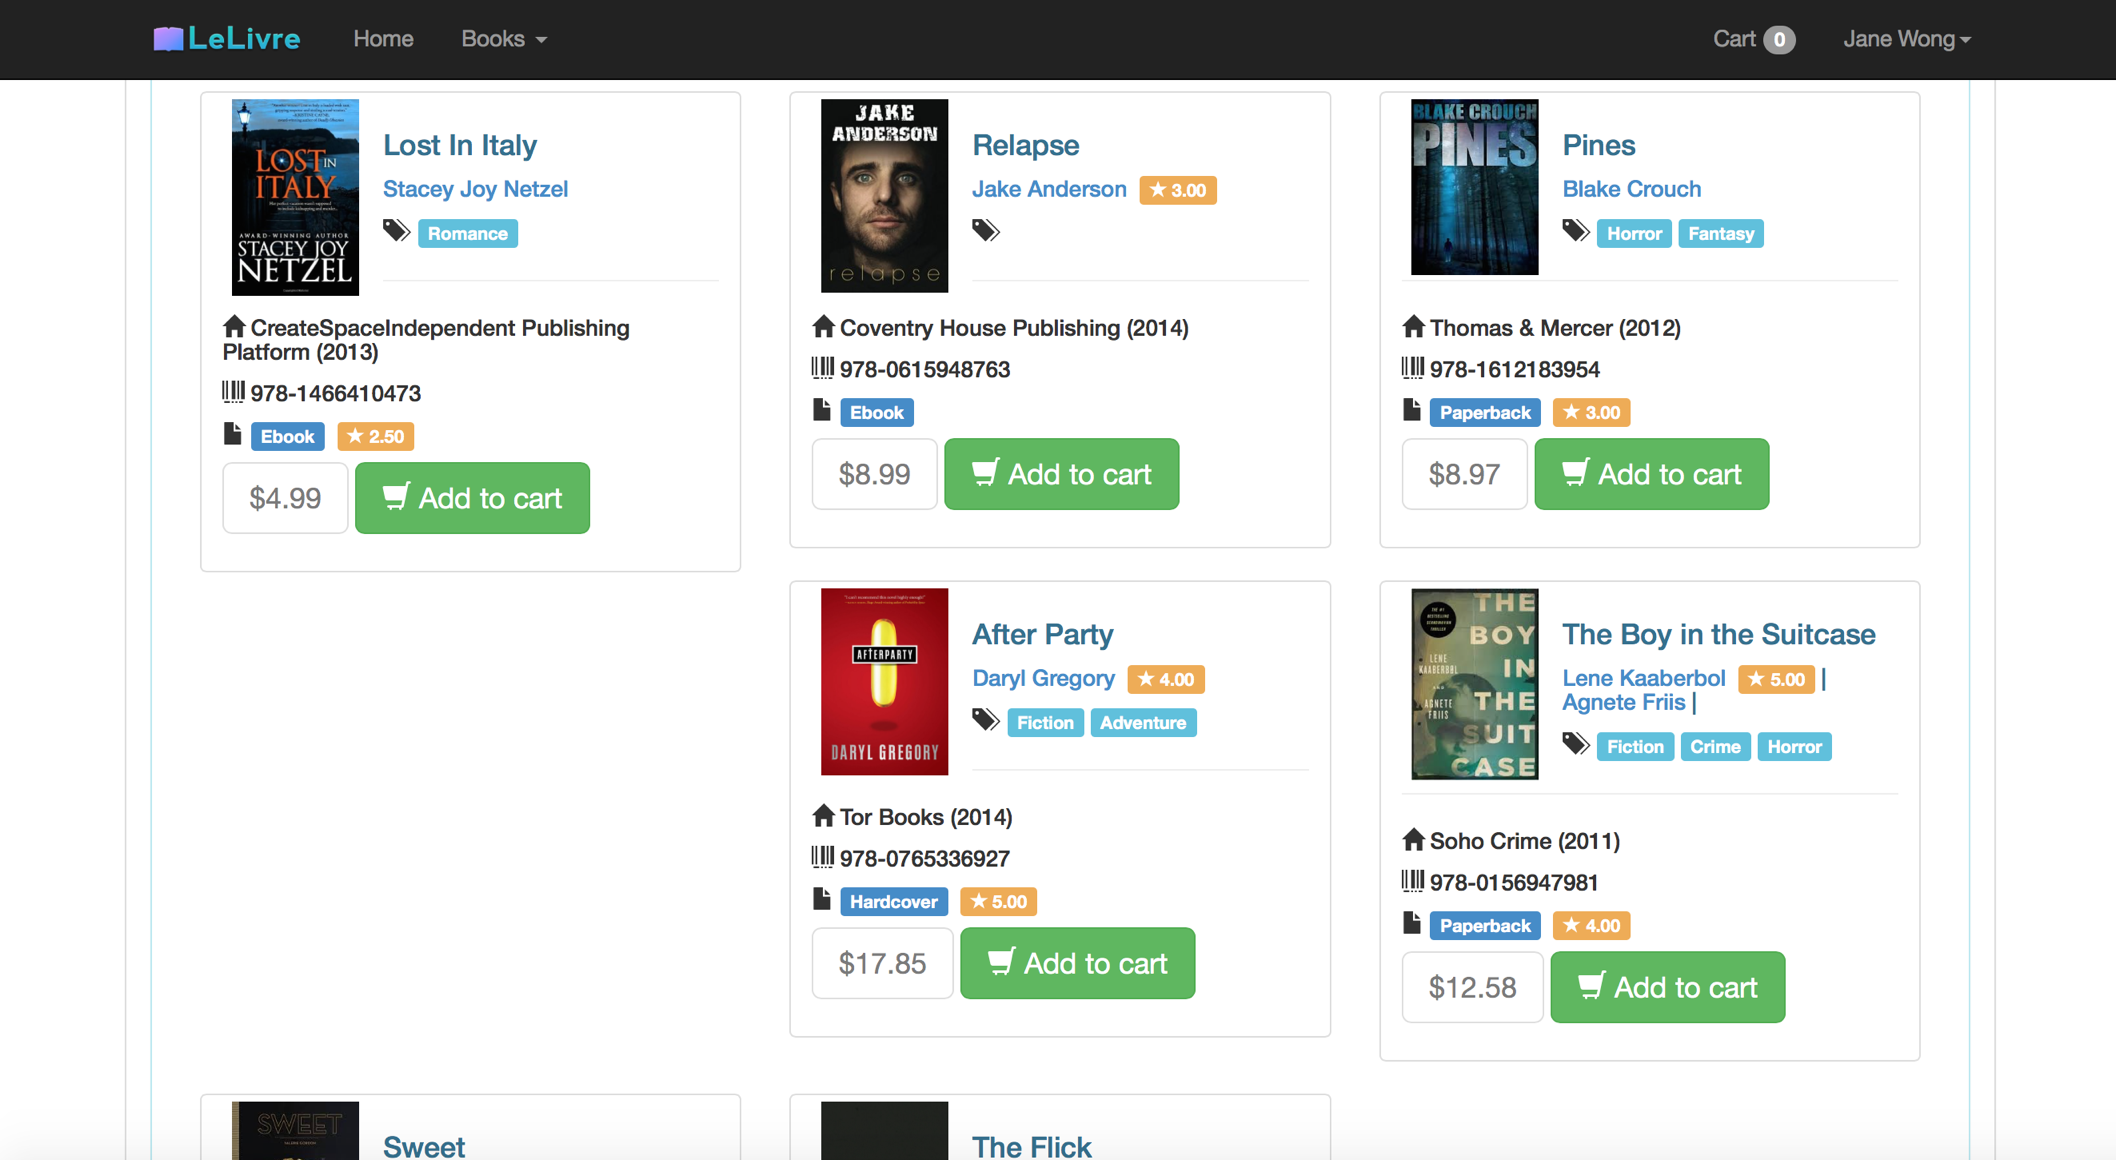 LeLivre Home Books Cart 0 Jane Wong
LOST IN
ITALY
AWARD-WINNING AUTHOR
STACEY JOY
NETZEL
Lost In Italy
Stacey Joy Netzel
Romance
CreateSpaceIndependent Publishing
Platform (2013)
978-1466410473
Ebook ★ 2.50
$4.99 Add to cart
JAKE
ANDERSON
relapse
Relapse
Jake Anderson ★ 3.00
Coventry House Publishing (2014)
978-0615948763
Ebook
$8.99 Add to cart
BLAKE CROUCH
PINES
Pines
Blake Crouch
Horror Fantasy
Thomas & Mercer (2012)
978-1612183954
Paperback ★ 3.00
$8.97 Add to cart
AFTERPARTY
DARYL GREGORY
After Party
Daryl Gregory ★ 4.00
Fiction Adventure
Tor Books (2014)
978-0765336927
Hardcover ★ 5.00
$17.85 Add to cart
THE
BOY
IN
THE
SUIT
CASE
LENE
KAABERBOL
AND
AGNETE
FRIIS
The Boy in the Suitcase
Lene Kaaberbol ★ 5.00 |
Agnete Friis |
Fiction Crime Horror
Soho Crime (2011)
978-0156947981
Paperback ★ 4.00
$12.58 Add to cart
SWEET
Sweet
The Flick